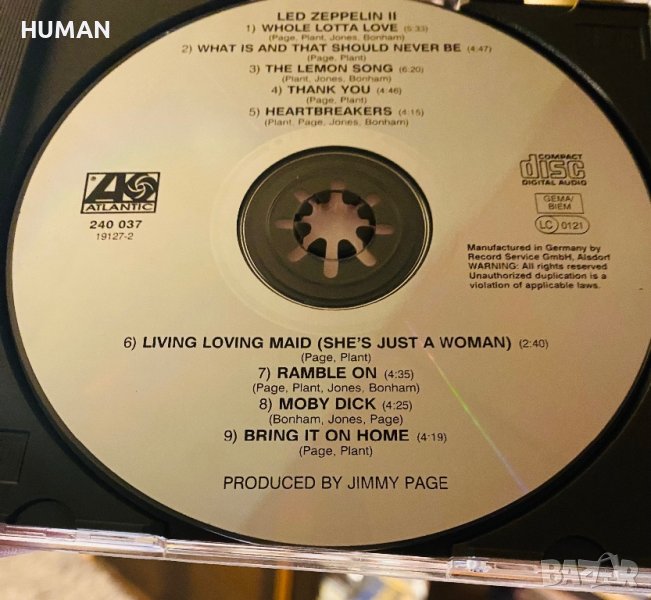 HUMAN
LED ZEPPELIN II
1) WHOLE LOTTA LOVE (5:33)
(Page, Plant, Jones, Bonham)
2) WHAT IS AND THAT SHOULD NEVER BE (4:47)
(Page, Plant)
3) THE LEMON SONG (6:20)
(Plant, Jones, Bonham)
4) THANK YOU (4:46)
(Page, Plant)
5) HEARTBREAKERS (4:15)
(Plant, Page, Jones, Bonham)
ATLANTIC
240 037
19127-2
COMPACT
disc
DIGITAL AUDIO
GEMA/
BIEM
LC 0121
Manufactured in Germany by
Record Service GmbH, Alsdorf
WARNING: All rights reserved
Unauthorized duplication is a
violation of applicable laws.
6) LIVING LOVING MAID (SHE'S JUST A WOMAN) (2:40)
(Page, Plant)
7) RAMBLE ON (4:35)
(Page, Plant, Jones, Bonham)
8) MOBY DICK (4:25)
(Bonham, Jones, Page)
9) BRING IT ON HOME (4:19)
(Page, Plant)
PRODUCED BY JIMMY PAGE
BAZAR